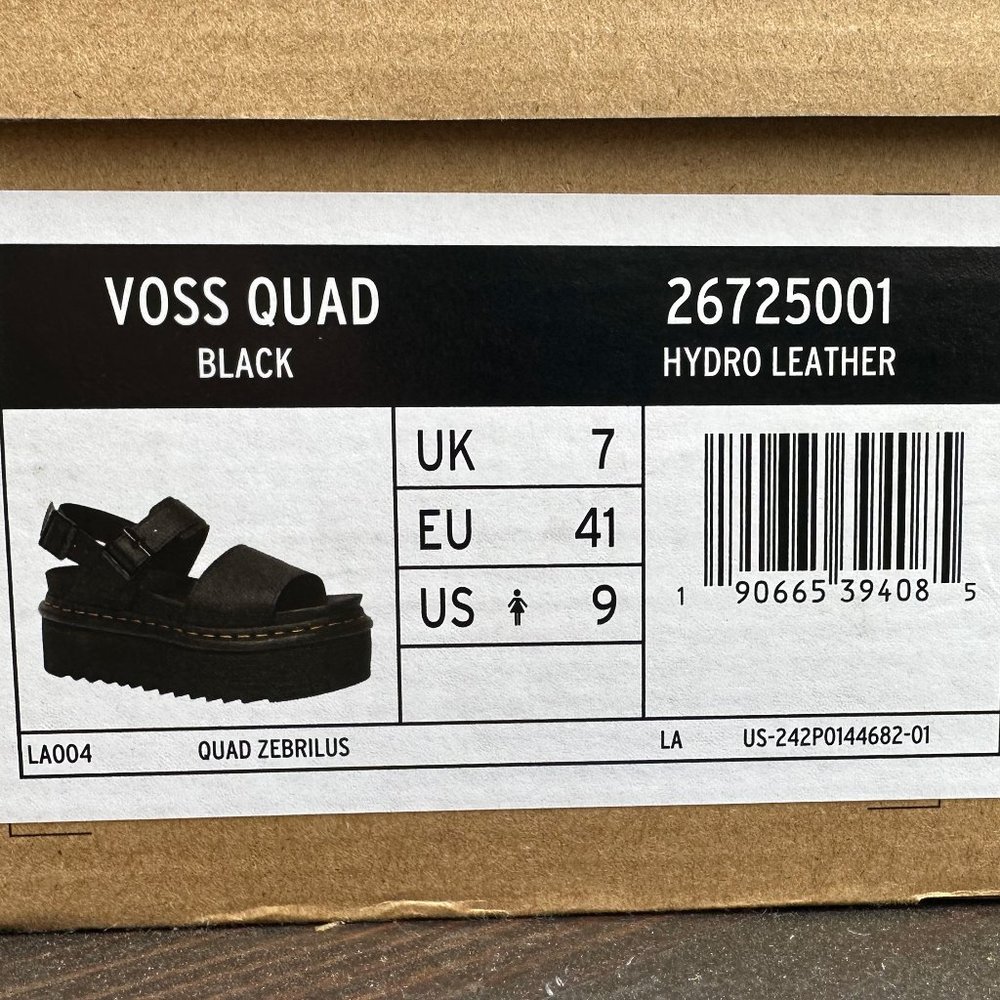 VOSS QUAD
BLACK
26725001
HYDRO LEATHER
UK 7
EU 41
US 9
1 90665 39408 5
LA004 QUAD ZEBRILUS LA US-242P0144682-01